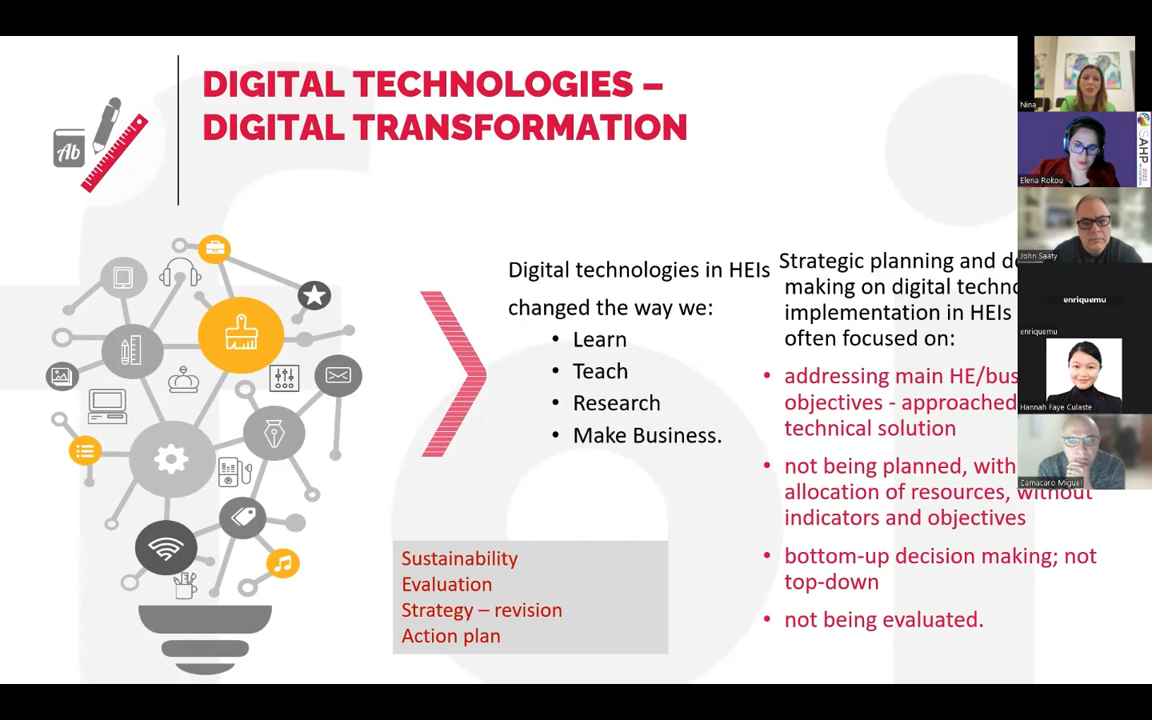 DIGITAL TECHNOLOGIES –
DIGITAL TRANSFORMATION
Ab
Digital technologies in HEIs
changed the way we:
• Learn
• Teach
• Research
• Make Business.
Sustainability
Evaluation
Strategy – revision
Action plan
Strategic planning and
making on digital
implementation in HEIs
often focused on:
• addressing main HE/
objectives - approached
technical solution
• not being planned, with
allocation of resources, without
indicators and objectives
• bottom-up decision making; not
top-down
• not being evaluated.
Nina
Elena Rokou
AHP 2022
John Saaty
enriquemu
enriquemu
Hannah Faye Culaste
Camacaro Miguel